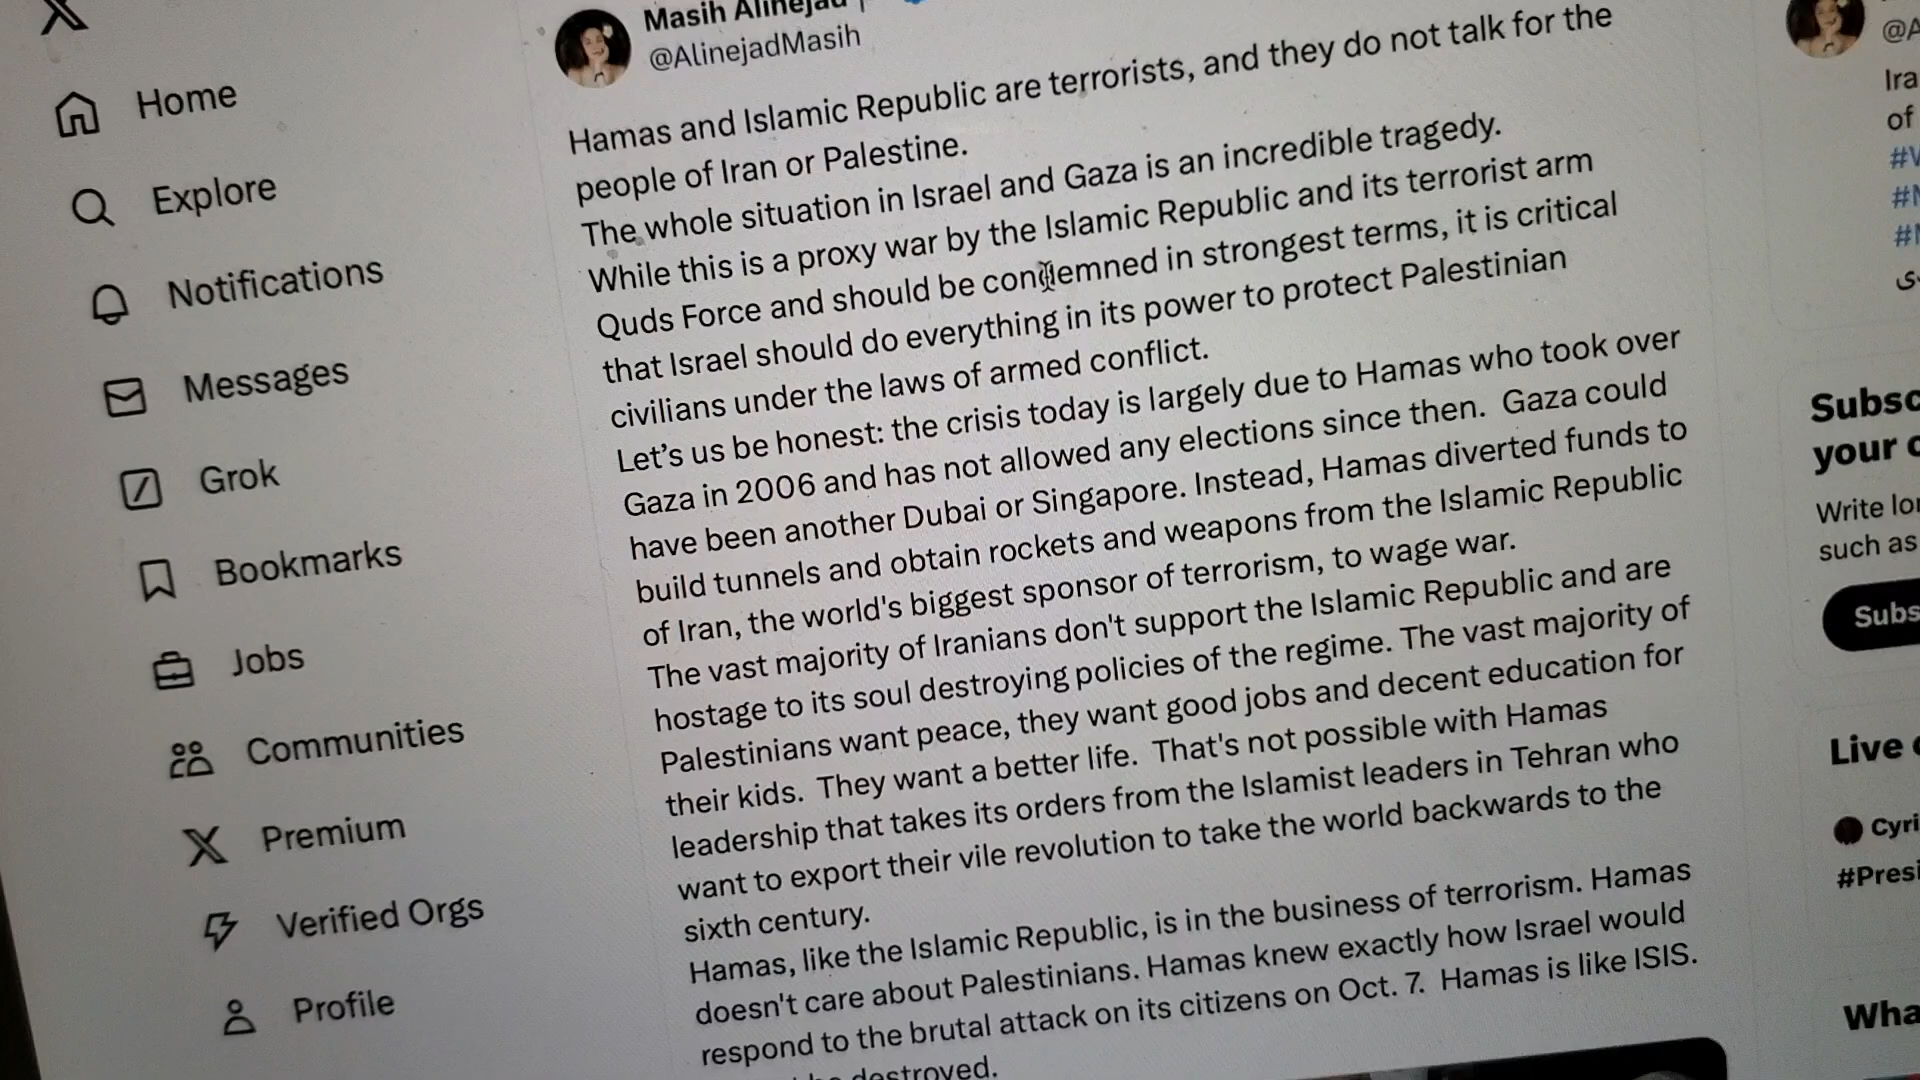 Home
Explore
Notifications
Messages
Grok
Bookmarks
Jobs
Communities
Premium
Verified Orgs
Profile
Masih Alinejad
@AlinejadMasih
Hamas and Islamic Republic are terrorists, and they do not talk for the
people of Iran or Palestine.
The whole situation in Israel and Gaza is an incredible tragedy.
While this is a proxy war by the Islamic Republic and its terrorist arm
Quds Force and should be condemned in strongest terms, it is critical
that Israel should do everything in its power to protect Palestinian
civilians under the laws of armed conflict.
Let’s us be honest: the crisis today is largely due to Hamas who took over
Gaza in 2006 and has not allowed any elections since then. Gaza could
have been another Dubai or Singapore. Instead, Hamas diverted funds to
build tunnels and obtain rockets and weapons from the Islamic Republic
of Iran, the world's biggest sponsor of terrorism, to wage war.
The vast majority of Iranians don't support the Islamic Republic and are
hostage to its soul destroying policies of the regime. The vast majority of
Palestinians want peace, they want good jobs and decent education for
their kids. They want a better life. That's not possible with Hamas
leadership that takes its orders from the Islamist leaders in Tehran who
want to export their vile revolution to take the world backwards to the
sixth century.
Hamas, like the Islamic Republic, is in the business of terrorism. Hamas
doesn't care about Palestinians. Hamas knew exactly how Israel would
respond to the brutal attack on its citizens on Oct. 7. Hamas is like ISIS.
destroyed.
@A
Ira
of
#
#
#
Subsc
your
Write lo
such as
Subs
Live
Cyri
#Presi
Wha